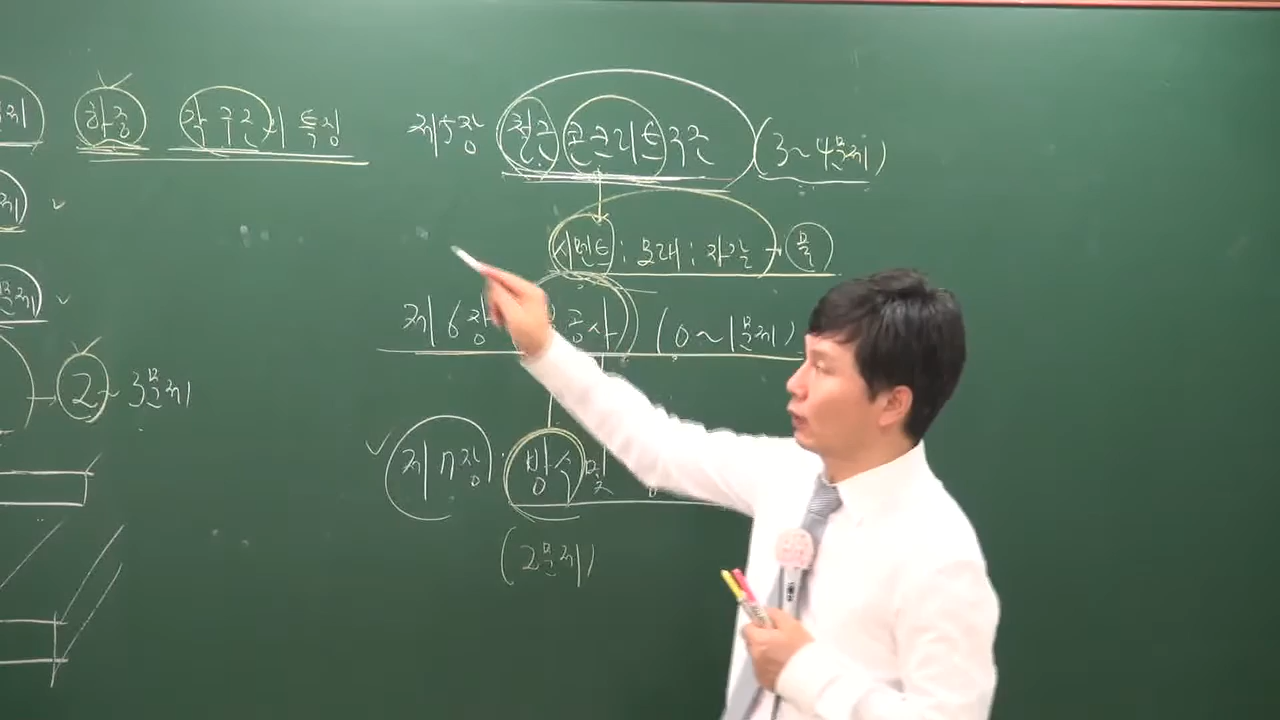 하중 각 구조의 특징
2~3문제
제5장 철근콘크리트구조 (3~4문제)
시멘트 : 모래 : 자갈 → 물
제6장 공사 (0~1문제)
제7장 방수 및
(2문제)